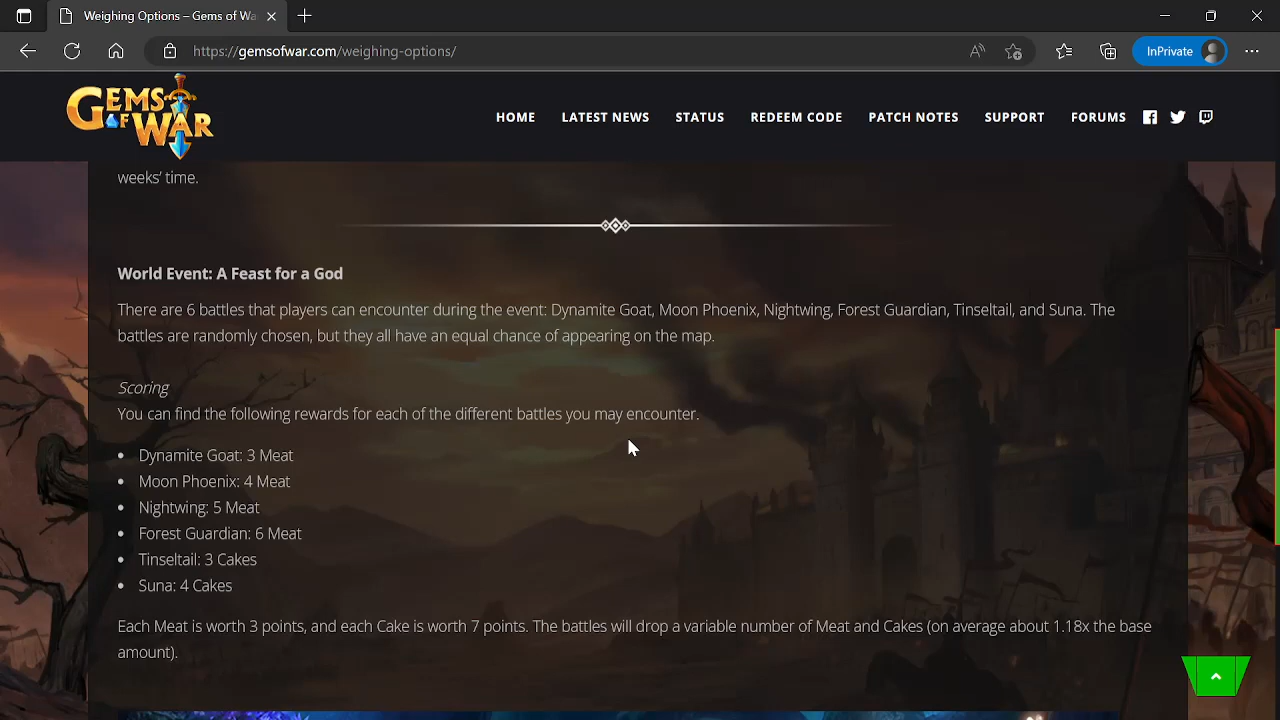 Weighing Options – Gems of Wa
https://gemsofwar.com/weighing-options/
InPrivate
GEMS OF WAR
HOME LATEST NEWS STATUS REDEEM CODE PATCH NOTES SUPPORT FORUMS
weeks’ time.
World Event: A Feast for a God
There are 6 battles that players can encounter during the event: Dynamite Goat, Moon Phoenix, Nightwing, Forest Guardian, Tinseltail, and Suna. The
battles are randomly chosen, but they all have an equal chance of appearing on the map.
Scoring
You can find the following rewards for each of the different battles you may encounter.
Dynamite Goat: 3 Meat
Moon Phoenix: 4 Meat
Nightwing: 5 Meat
Forest Guardian: 6 Meat
Tinseltail: 3 Cakes
Suna: 4 Cakes
Each Meat is worth 3 points, and each Cake is worth 7 points. The battles will drop a variable number of Meat and Cakes (on average about 1.18x the base
amount).